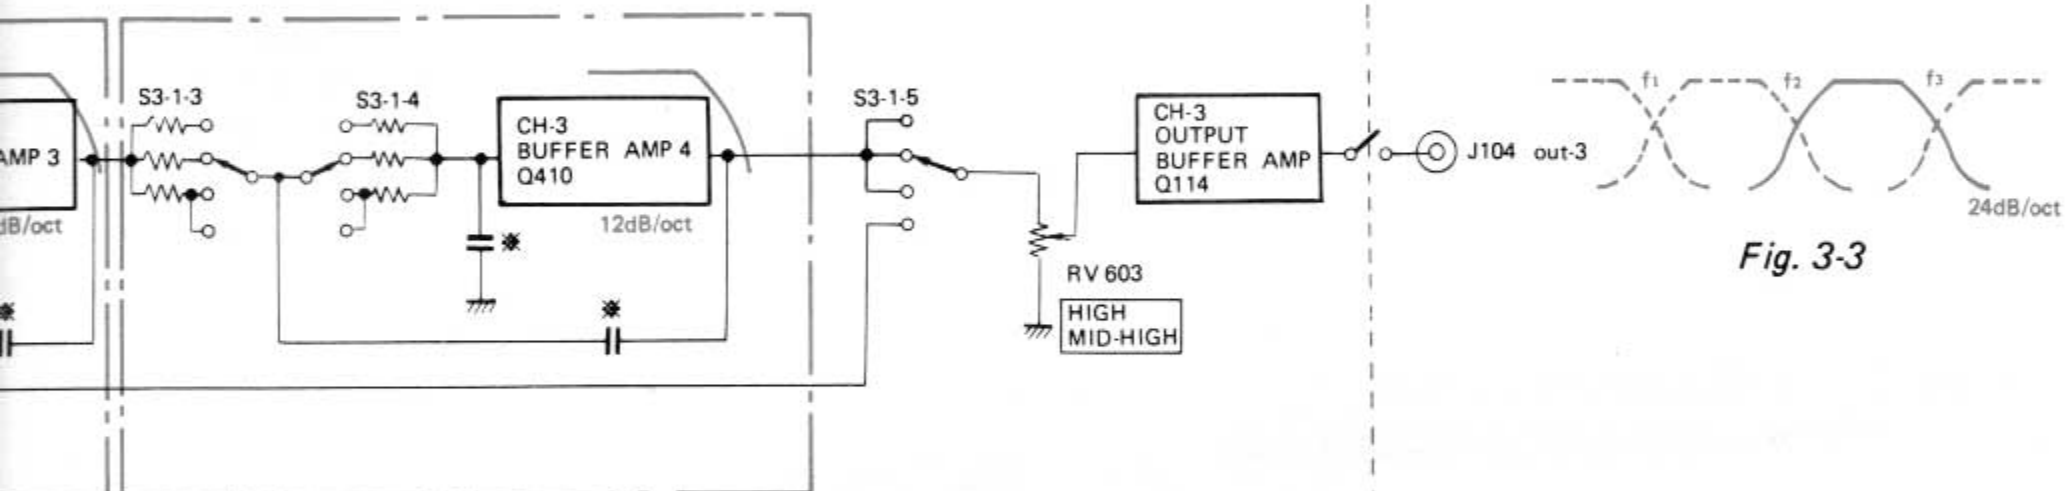 AMP 3
dB/oct
※
S3-1-3
S3-1-4
CH-3
BUFFER AMP 4
Q410
12dB/oct
※
※
S3-1-5
CH-3
OUTPUT
BUFFER AMP
Q114
RV 603
HIGH
MID-HIGH
J104 out-3
f1
f2
f3
24dB/oct
Fig. 3-3